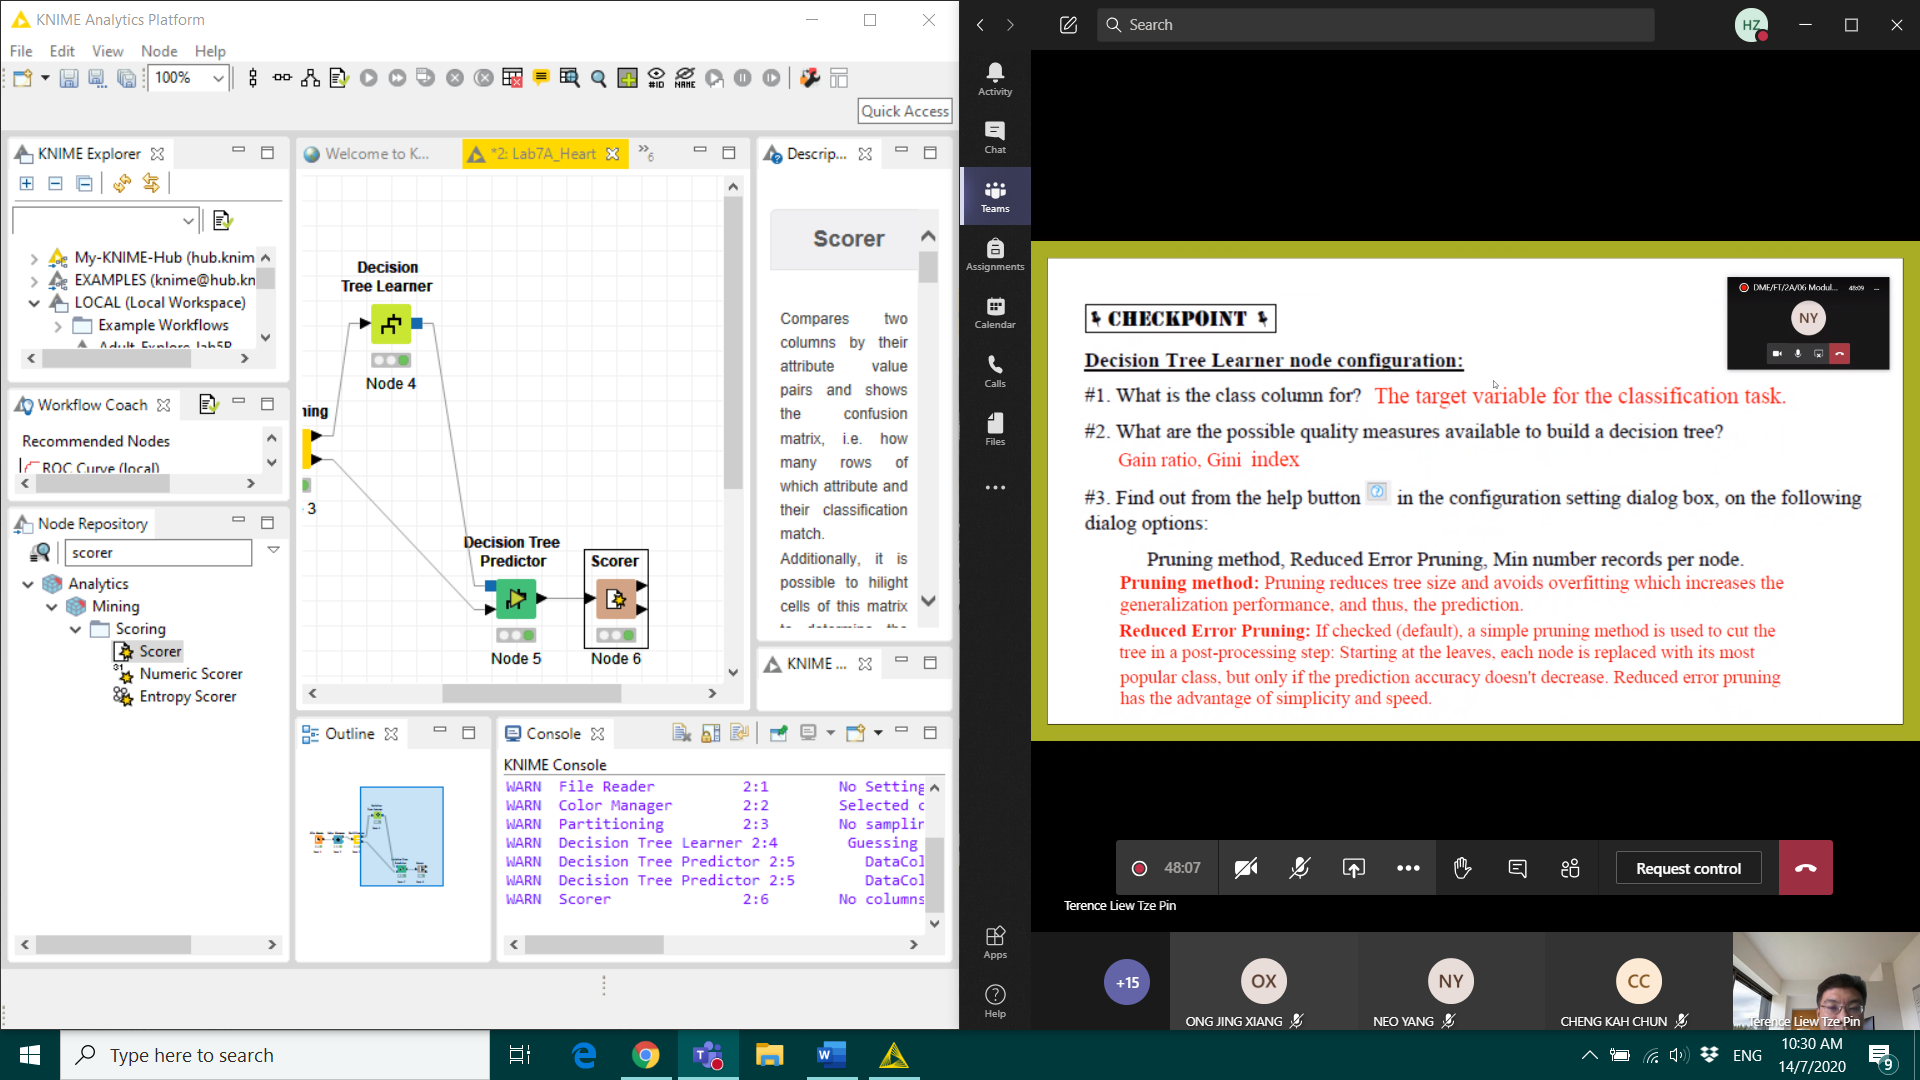 KNIME Analytics Platform
File Edit View Node Help
100%
Quick Access
KNIME Explorer
My-KNIME-Hub (hub.knim
EXAMPLES (knime@hub.kn
LOCAL (Local Workspace)
Example Workflows
Workflow Coach
Recommended Nodes
ROC Curve (local)
Node Repository
scorer
Analytics
Mining
Scoring
Scorer
Numeric Scorer
Entropy Scorer
Welcome to K...
*2: Lab7A_Heart
Decision
Tree Learner
Node 4
ning
3
Decision Tree
Predictor
Node 5
Scorer
Node 6
Descrip...
Scorer
Compares two
columns by their
attribute value
pairs and shows
the confusion
matrix, i.e. how
many rows of
which attribute and
their classification
match.
Additionally, it is
possible to hilight
cells of this matrix
KNIME ...
Outline
Console
KNIME Console
WARN File Reader 2:1 No Setting
WARN Color Manager 2:2 Selected c
WARN Partitioning 2:3 No samplin
WARN Decision Tree Learner 2:4 Guessing
WARN Decision Tree Predictor 2:5 DataCol
WARN Decision Tree Predictor 2:5 DataCol
WARN Scorer 2:6 No columns
Search
HZ
Activity
Chat
Teams
Assignments
Calendar
Calls
Files
Apps
Help
CHECKPOINT
DME/FT/2A/06 Modul... 48:09
NY
Decision Tree Learner node configuration:
#1. What is the class column for? The target variable for the classification task.
#2. What are the possible quality measures available to build a decision tree?
Gain ratio, Gini index
#3. Find out from the help button in the configuration setting dialog box, on the following
dialog options:
Pruning method, Reduced Error Pruning, Min number records per node.
Pruning method: Pruning reduces tree size and avoids overfitting which increases the
generalization performance, and thus, the prediction.
Reduced Error Pruning: If checked (default), a simple pruning method is used to cut the
tree in a post-processing step: Starting at the leaves, each node is replaced with its most
popular class, but only if the prediction accuracy doesn't decrease. Reduced error pruning
has the advantage of simplicity and speed.
48:07
Request control
Terence Liew Tze Pin
+15
OX
ONG JING XIANG
NY
NEO YANG
CC
CHENG KAH CHUN
Terence Liew Tze Pin
Type here to search
ENG
10:30 AM
14/7/2020
9